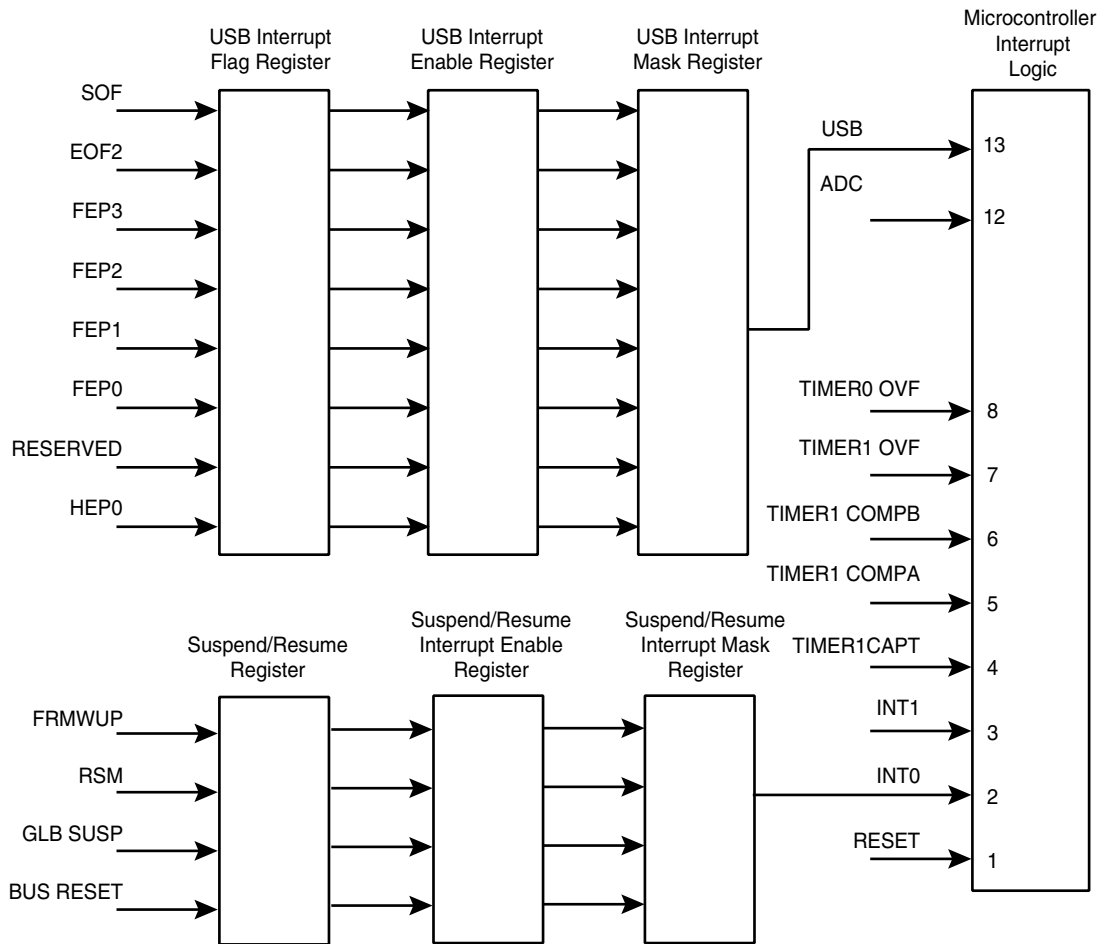 USB Interrupt
Flag Register
USB Interrupt
Enable Register
USB Interrupt
Mask Register
Microcontroller
Interrupt
Logic
SOF
EOF2
FEP3
FEP2
FEP1
FEP0
RESERVED
HEP0
USB
13
ADC
12
TIMER0 OVF
8
TIMER1 OVF
7
TIMER1 COMPB
6
TIMER1 COMPA
5
TIMER1CAPT
4
INT1
3
INT0
2
RESET
1
Suspend/Resume
Register
Suspend/Resume
Interrupt Enable
Register
Suspend/Resume
Interrupt Mask
Register
FRMWUP
RSM
GLB SUSP
BUS RESET